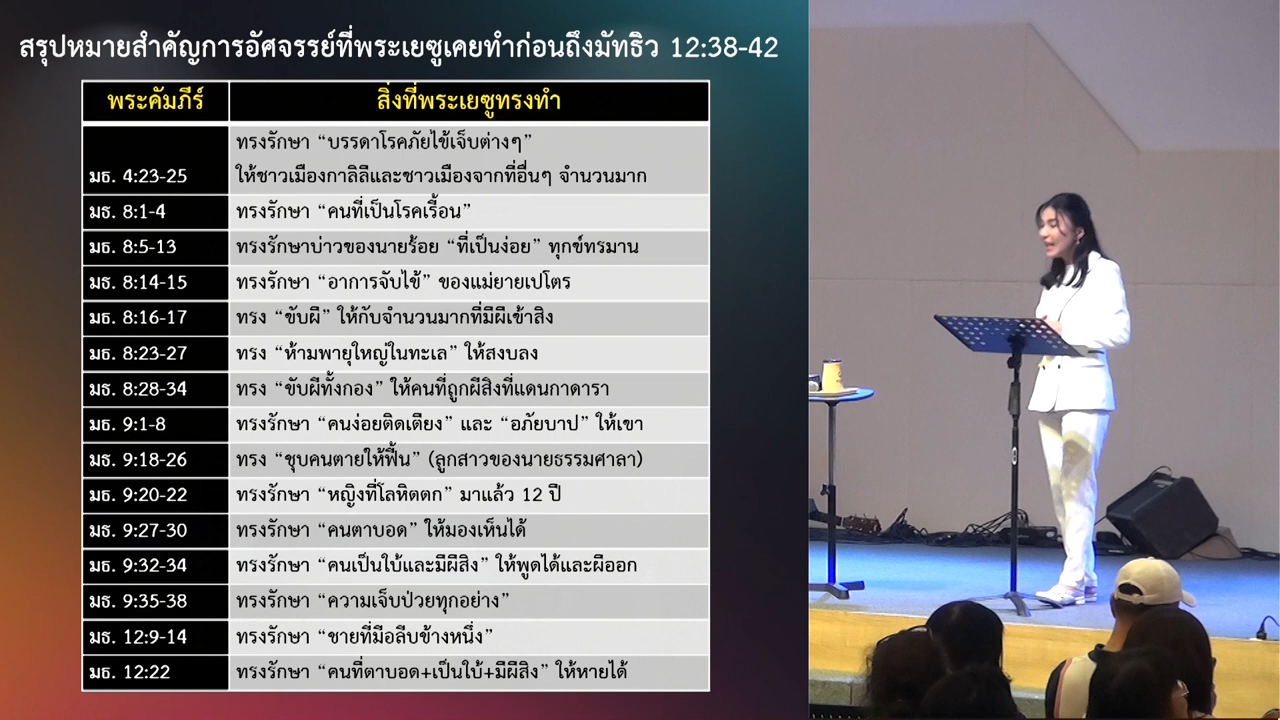 สรุปหมายสำคัญการอัศจรรย์ที่พระเยซูเคยทำก่อนถึงมัทธิว 12:38-42
พระคัมภีร์ สิ่งที่พระเยซูทรงทำ
ทรงรักษา “บรรดาโรคภัยไข้เจ็บต่างๆ”
มธ. 4:23-25 ให้ชาวเมืองกาลิลีและชาวเมืองจากที่อื่นๆ จำนวนมาก
มธ. 8:1-4 ทรงรักษา “คนที่เป็นโรคเรื้อน”
มธ. 8:5-13 ทรงรักษาบ่าวของนายร้อย “ที่เป็นง่อย” ทุกข์ทรมาน
มธ. 8:14-15 ทรงรักษา “อาการจับไข้” ของแม่ยายเปโตร
มธ. 8:16-17 ทรง “ขับผี” ให้กับจำนวนมากที่มีผีเข้าสิง
มธ. 8:23-27 ทรง “ห้ามพายุใหญ่ในทะเล” ให้สงบลง
มธ. 8:28-34 ทรง “ขับผีทั้งกอง” ให้คนที่ถูกผีสิงที่แดนกาดารา
มธ. 9:1-8 ทรงรักษา “คนง่อยติดเตียง” และ “อภัยบาป” ให้เขา
มธ. 9:18-26 ทรง “ชุบคนตายให้ฟื้น” (ลูกสาวของนายธรรมศาลา)
มธ. 9:20-22 ทรงรักษา “หญิงที่โลหิตตก” มาแล้ว 12 ปี
มธ. 9:27-30 ทรงรักษา “คนตาบอด” ให้มองเห็นได้
มธ. 9:32-34 ทรงรักษา “คนเป็นใบ้และมีผีสิง” ให้พูดได้และผีออก
มธ. 9:35-38 ทรงรักษา “ความเจ็บป่วยทุกอย่าง”
มธ. 12:9-14 ทรงรักษา “ชายที่มีอลีบข้างหนึ่ง”
มธ. 12:22 ทรงรักษา “คนที่ตาบอด+เป็นใบ้+มีผีสิง” ให้หายได้